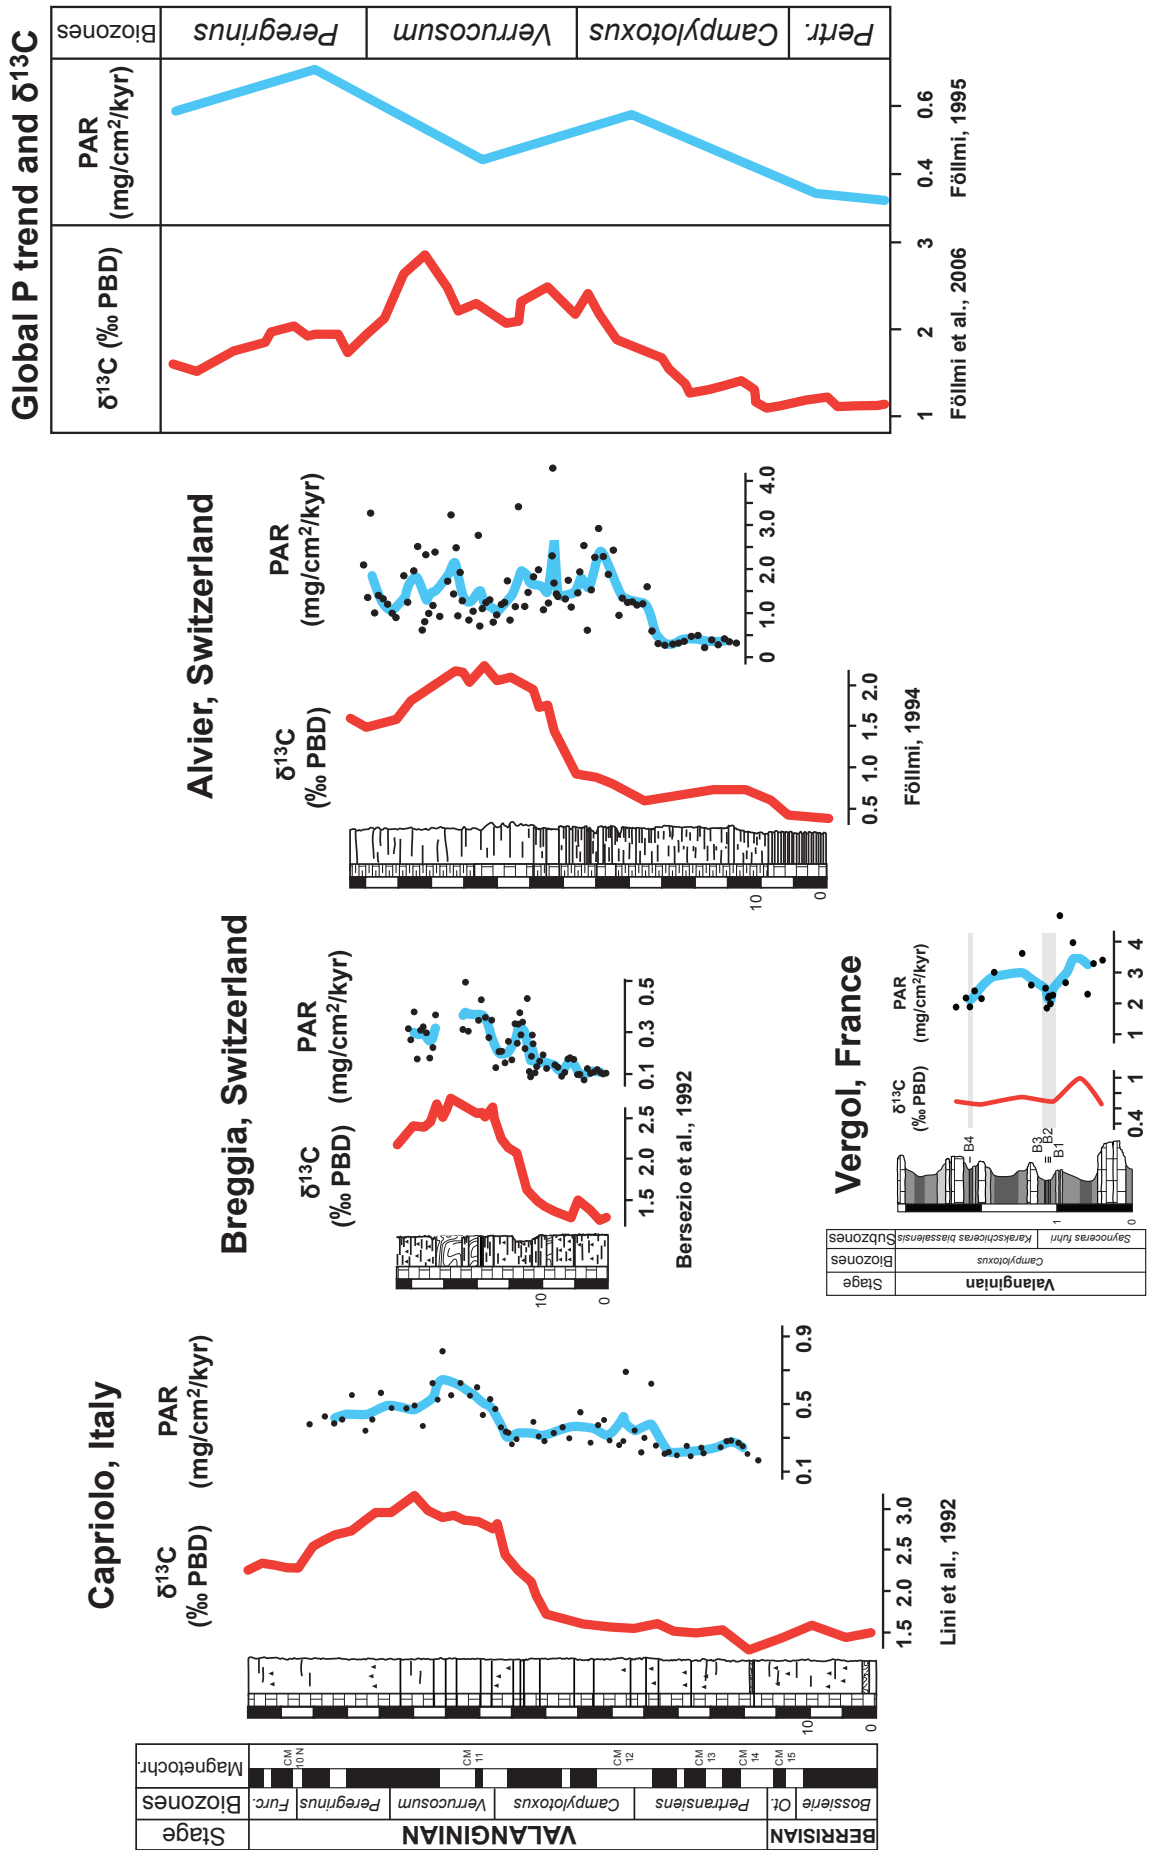 Global P trend and δ¹³C
Biozones
Peregrinus
Verrucosum
Campylotoxus
Pertr.
PAR
(mg/cm²/kyr)
0.4
0.6
Föllmi, 1995
δ¹³C (‰ PBD)
1
2
3
Föllmi et al., 2006
Alvier, Switzerland
PAR
(mg/cm²/kyr)
0
1.0
2.0
3.0
4.0
δ¹³C
(‰ PBD)
0.5
1.0
1.5
2.0
Föllmi, 1994
10
0
Breggia, Switzerland
PAR
(mg/cm²/kyr)
0.1
0.3
0.5
δ¹³C
(‰ PBD)
1.5
2.0
2.5
Bersezio et al., 1992
10
0
Vergol, France
PAR
(mg/cm²/kyr)
1
2
3
4
δ¹³C
(‰ PBD)
0.4
1
B4
B3
B2
B1
1
0
Subzones
Karakschiceras biassalensis
Saynoceras fuhri
Biozones
Campylotoxus
Stage
Valanginian
Capriolo, Italy
PAR
(mg/cm²/kyr)
0.1
0.5
0.9
δ¹³C
(‰ PBD)
1.5
2.0
2.5
3.0
Lini et al., 1992
10
0
Magnetochr.
CM 10 N
CM 11
CM 12
CM 13
CM 14
CM 15
Biozones
Furc.
Peregrinus
Verrucosum
Campylotoxus
Pertransiens
Ot.
Bossierie
Stage
VALANGINIAN
BERRISIAN